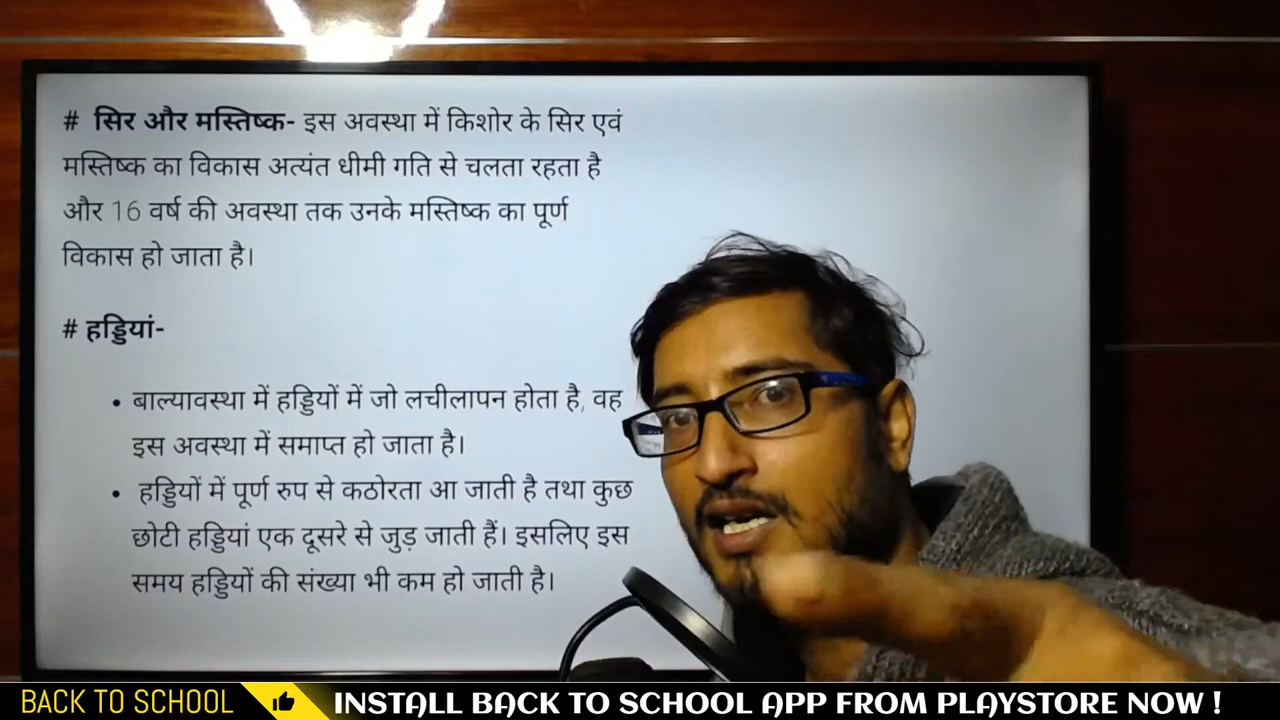 # सिर और मस्तिष्क- इस अवस्था में किशोर के सिर एवं
मस्तिष्क का विकास अत्यंत धीमी गति से चलता रहता है
और 16 वर्ष की अवस्था तक उनके मस्तिष्क का पूर्ण
विकास हो जाता है।
# हड्डियां-
• बाल्यावस्था में हड्डियों में जो लचीलापन होता है, वह
इस अवस्था में समाप्त हो जाता है।
• हड्डियों में पूर्ण रुप से कठोरता आ जाती है तथा कुछ
छोटी हड्डियां एक दूसरे से जुड़ जाती हैं। इसलिए इस
समय हड्डियों की संख्या भी कम हो जाती है।
BACK TO SCHOOL INSTALL BACK TO SCHOOL APP FROM PLAYSTORE NOW !